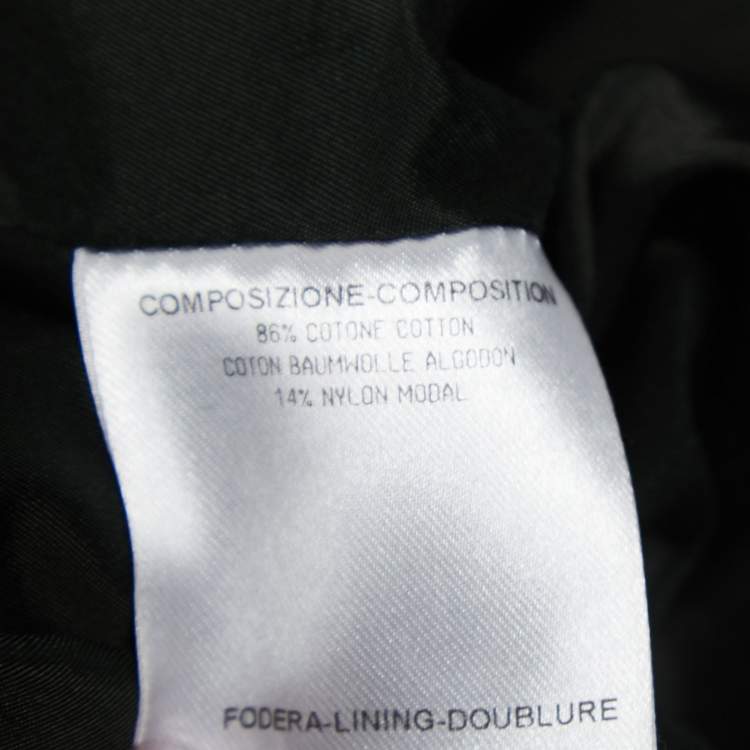 COMPOSIZIONE-COMPOSITION
86% COTONE COTTON
COTON BAUMWOLLE ALGODON
14% NYLON MODAL
FODERA-LINING-DOUBLURE